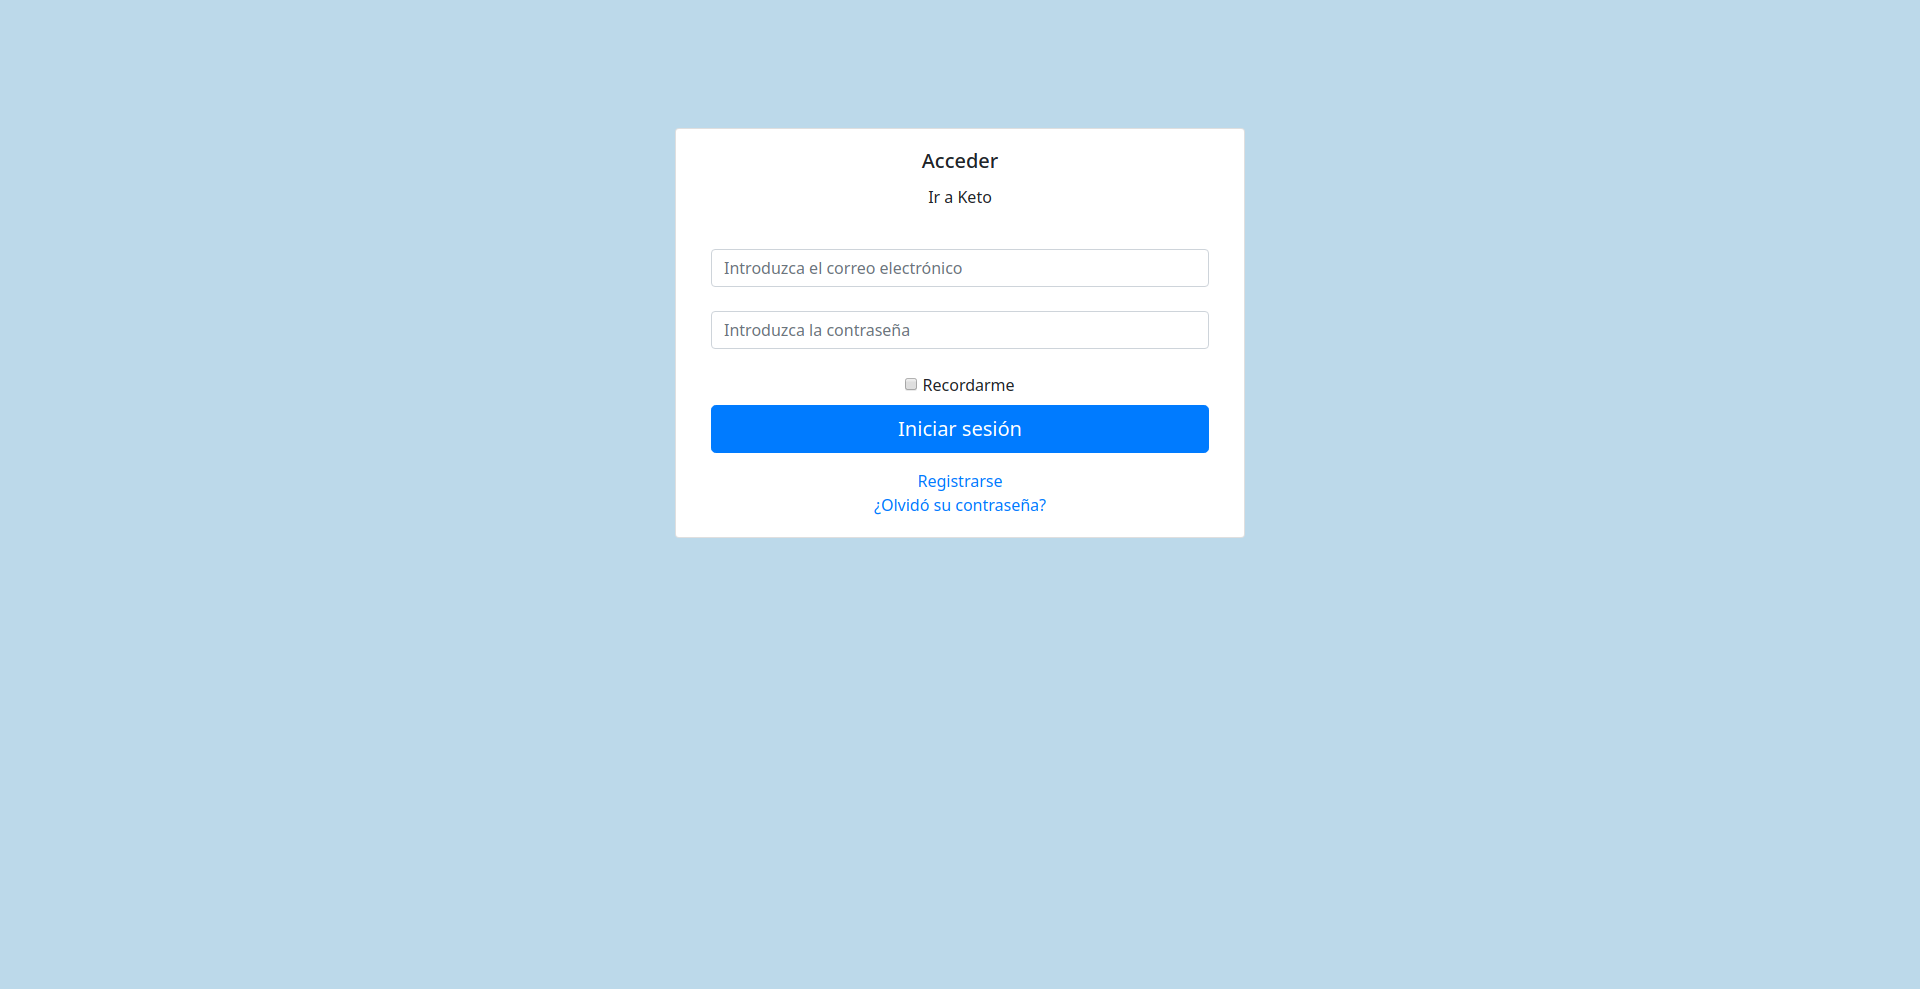 Acceder
Ir a Keto
Introduzca el correo electrónico
Introduzca la contraseña
Recordarme
Iniciar sesión
Registrarse
¿Olvidó su contraseña?